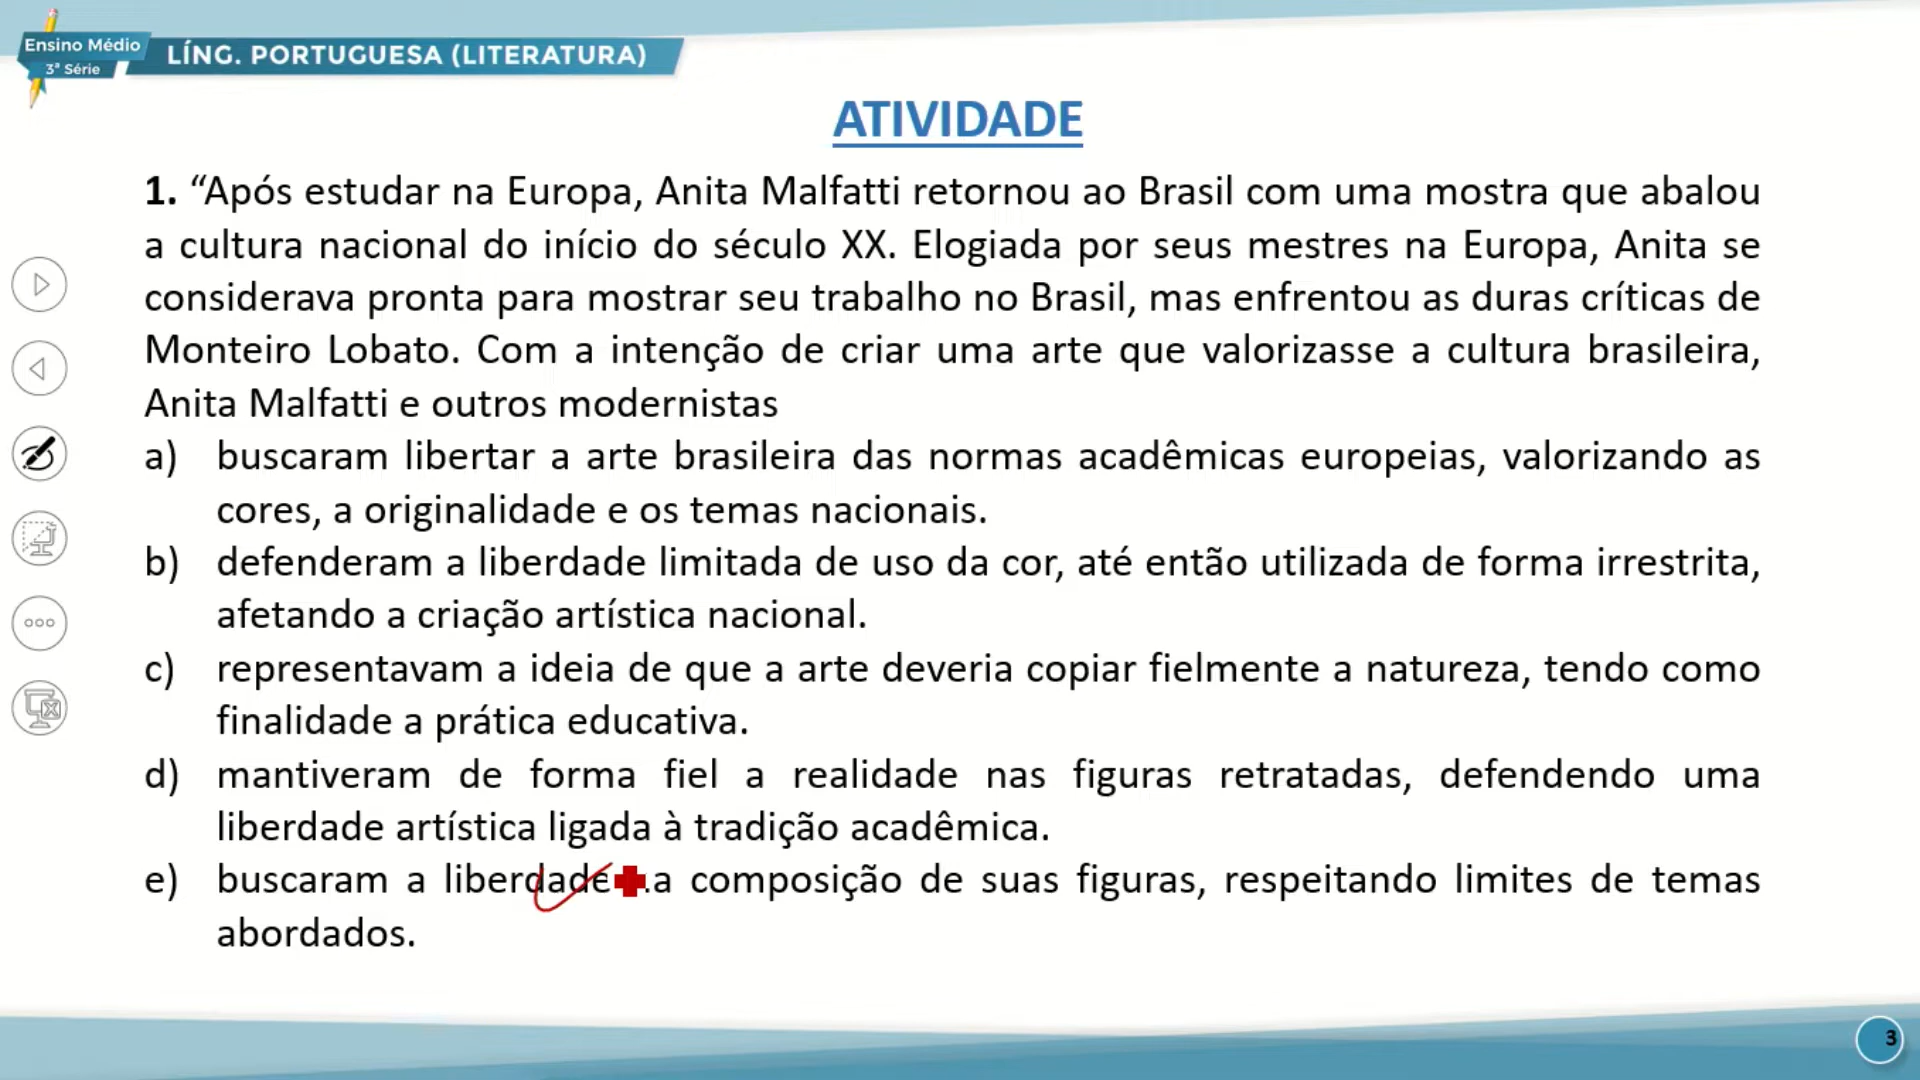 Ensino Médio
3ª Série
LÍNG. PORTUGUESA (LITERATURA)
ATIVIDADE
1. “Após estudar na Europa, Anita Malfatti retornou ao Brasil com uma mostra que abalou
a cultura nacional do início do século XX. Elogiada por seus mestres na Europa, Anita se
considerava pronta para mostrar seu trabalho no Brasil, mas enfrentou as duras críticas de
Monteiro Lobato. Com a intenção de criar uma arte que valorizasse a cultura brasileira,
Anita Malfatti e outros modernistas
a) buscaram libertar a arte brasileira das normas acadêmicas europeias, valorizando as
cores, a originalidade e os temas nacionais.
b) defenderam a liberdade limitada de uso da cor, até então utilizada de forma irrestrita,
afetando a criação artística nacional.
c) representavam a ideia de que a arte deveria copiar fielmente a natureza, tendo como
finalidade a prática educativa.
d) mantiveram de forma fiel a realidade nas figuras retratadas, defendendo uma
liberdade artística ligada à tradição acadêmica.
e) buscaram a liberdade a composição de suas figuras, respeitando limites de temas
abordados.
3